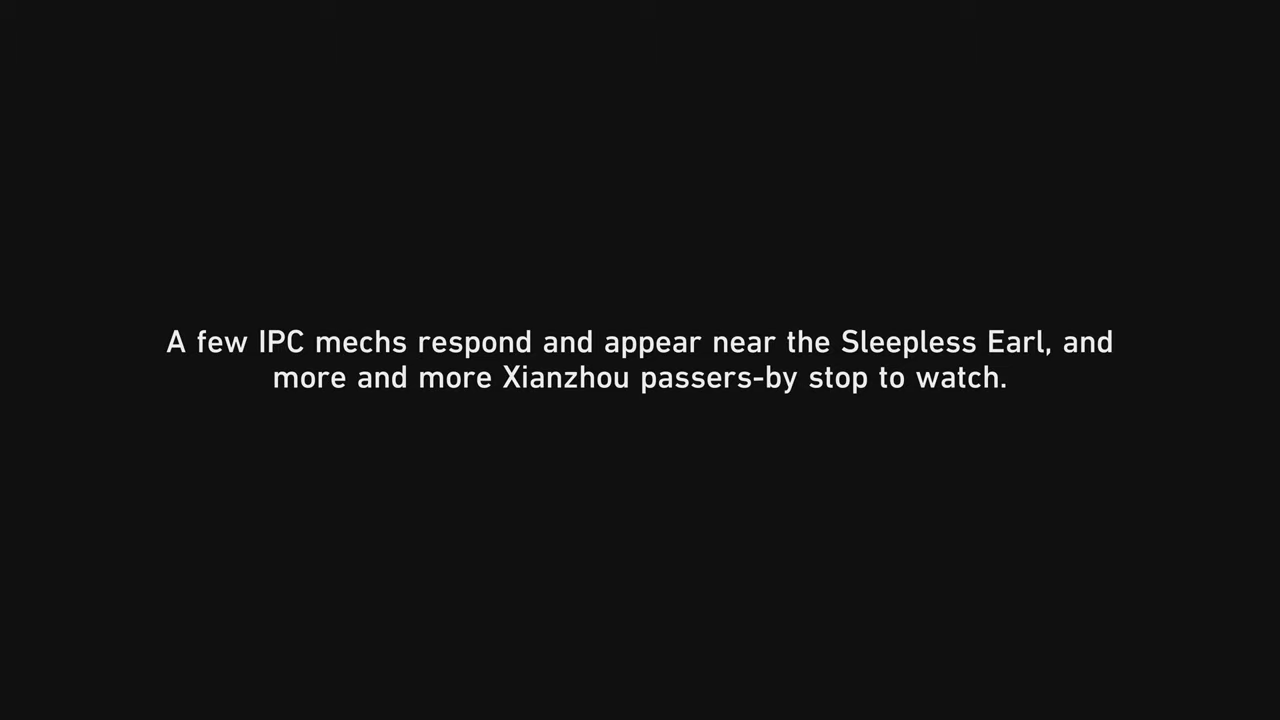 A few IPC mechs respond and appear near the Sleepless Earl, and
more and more Xianzhou passers-by stop to watch.